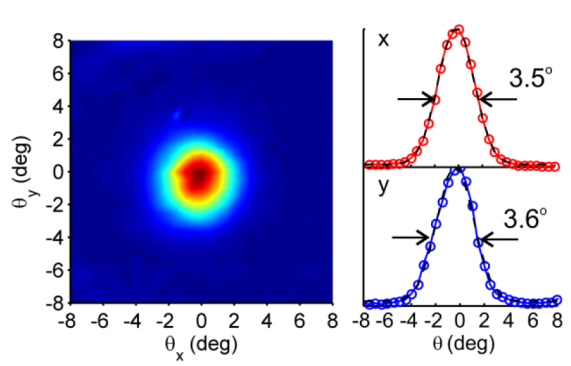 8
6
4
2
0
-2
-4
-6
-8
θy (deg)
-8 -6 -4 -2 0 2 4 6 8
θx (deg)
x
3.5°
y
3.6°
-8 -6 -4 -2 0 2 4 6 8
θ (deg)